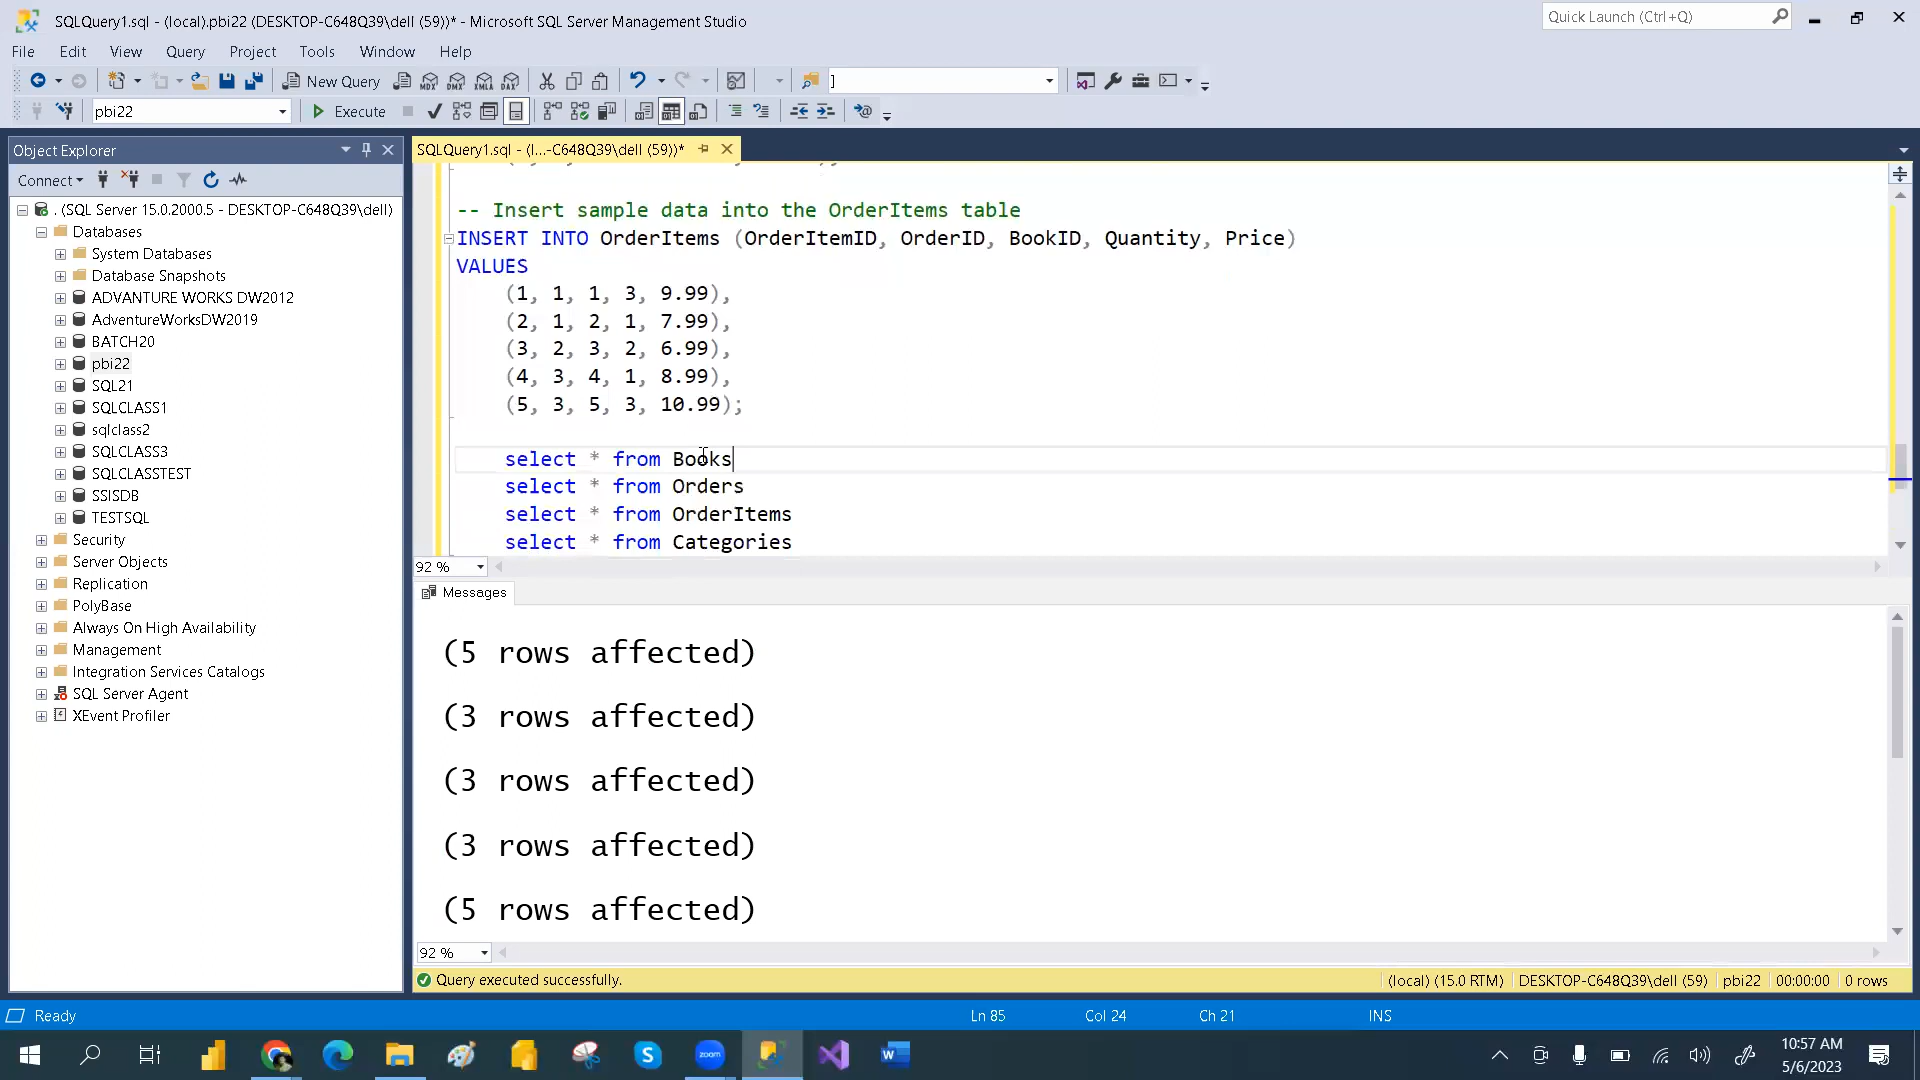 SQLQuery1.sql - (local).pbi22 (DESKTOP-C648Q39\dell (59))* - Microsoft SQL Server Management Studio
Quick Launch (Ctrl+Q)
File Edit View Query Project Tools Window Help
New Query MDX DMX XMLA DAX ]
pbi22 Execute
Object Explorer
SQLQuery1.sql - (l...-C648Q39\dell (59))*
Connect
. (SQL Server 15.0.2000.5 - DESKTOP-C648Q39\dell)
Databases
System Databases
Database Snapshots
ADVANTURE WORKS DW2012
AdventureWorksDW2019
BATCH20
pbi22
SQL21
SQLCLASS1
sqlclass2
SQLCLASS3
SQLCLASSTEST
SSISDB
TESTSQL
Security
Server Objects
Replication
PolyBase
Always On High Availability
Management
Integration Services Catalogs
SQL Server Agent
XEvent Profiler
-- Insert sample data into the OrderItems table
INSERT INTO OrderItems (OrderItemID, OrderID, BookID, Quantity, Price)
VALUES
(1, 1, 1, 3, 9.99),
(2, 1, 2, 1, 7.99),
(3, 2, 3, 2, 6.99),
(4, 3, 4, 1, 8.99),
(5, 3, 5, 3, 10.99);
select * from Books
select * from Orders
select * from OrderItems
select * from Categories
92 %
Messages
(5 rows affected)
(3 rows affected)
(3 rows affected)
(3 rows affected)
(5 rows affected)
92 %
Query executed successfully.
(local) (15.0 RTM) DESKTOP-C648Q39\dell (59) pbi22 00:00:00 0 rows
Ready Ln 85 Col 24 Ch 21 INS
zoom
10:57 AM
5/6/2023